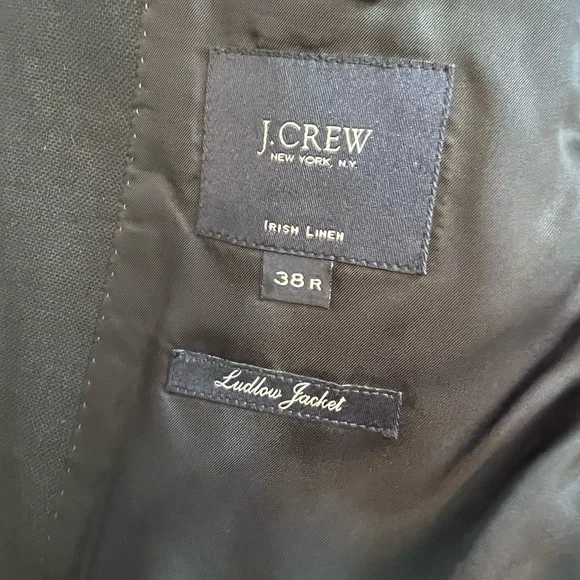 J.CREW
NEW YORK, N.Y.
IRISH LINEN
38 R
Ludlow Jacket